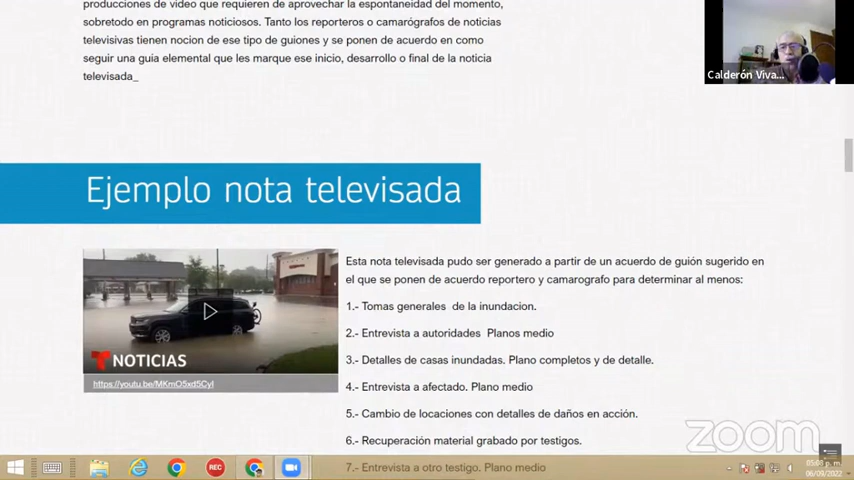 producciones de video que requieren de aprovechar la espontaneidad del momento,
sobretodo en programas noticiosos. Tanto los reporteros o camarógrafos de noticias
televisivas tienen nocion de ese tipo de guiones y se ponen de acuerdo en como
seguir una guía elemental que les marque ese inicio, desarrollo o final de la noticia
televisada_
Calderón Viva...
Ejemplo nota televisada
Esta nota televisada pudo ser generado a partir de un acuerdo de guión sugerido en
el que se ponen de acuerdo reportero y camarografo para determinar al menos:
1.- Tomas generales de la inundacion.
2.- Entrevista a autoridades Planos medio
3.- Detalles de casas inundadas. Plano completos y de detalle.
4.- Entrevista a afectado. Plano medio
5.- Cambio de locaciones con detalles de daños en acción.
6.- Recuperación material grabado por testigos.
7.- Entrevista a otro testigo. Plano medio
NOTICIAS
https://youtu.be/MKmO5xd5CyI
zoom
REC
05:08 p. m.
06/09/2022